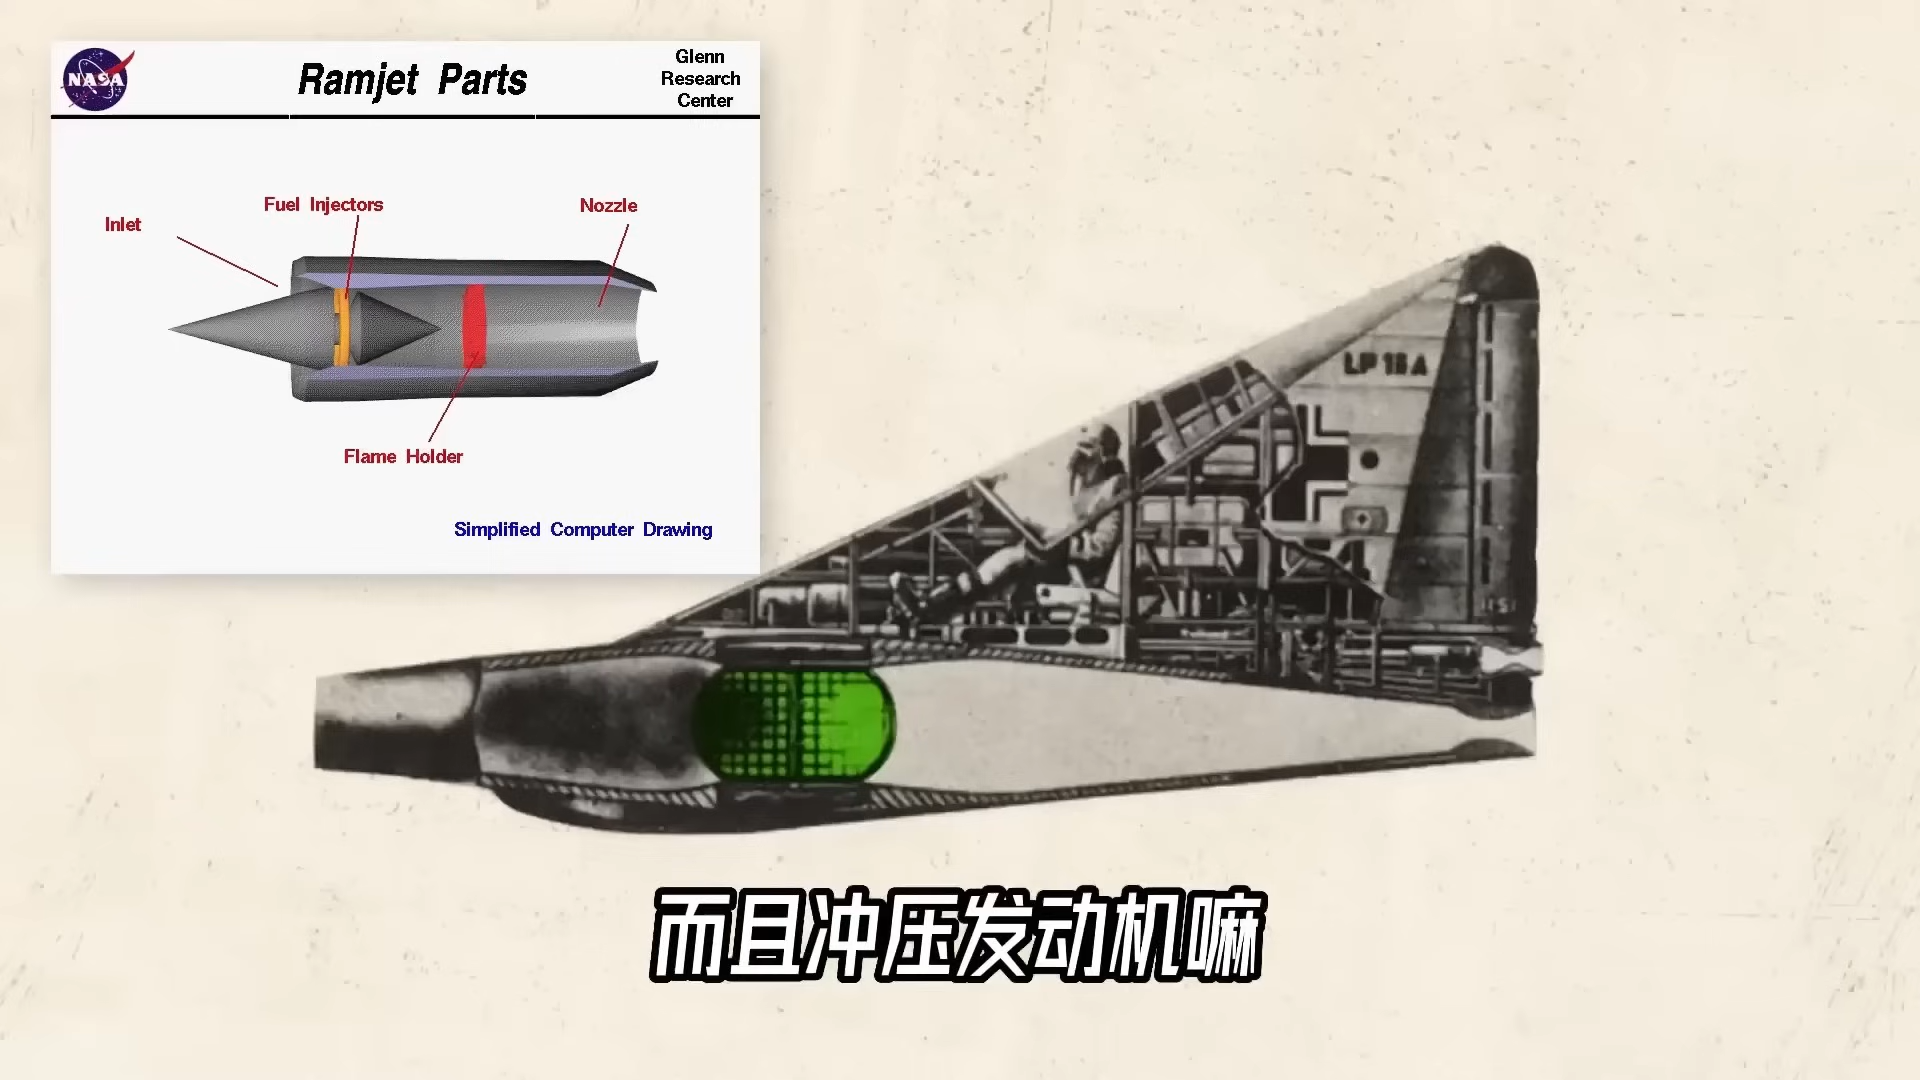 NASA
Ramjet Parts
Glenn
Research
Center
Inlet
Fuel Injectors
Nozzle
Flame Holder
Simplified Computer Drawing
LP 13A
而且冲压发动机嘛